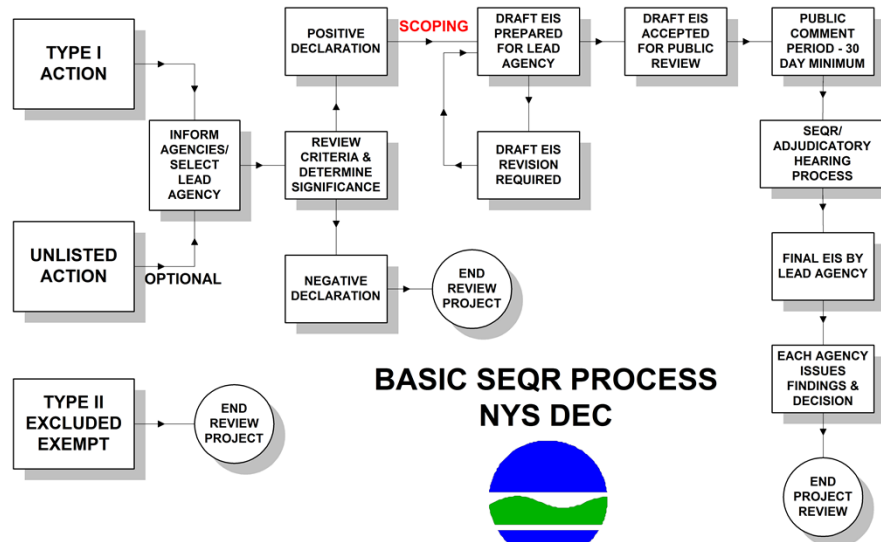 TYPE I
ACTION
UNLISTED
ACTION
OPTIONAL
INFORM
AGENCIES/
SELECT
LEAD
AGENCY
POSITIVE
DECLARATION
SCOPING
REVIEW
CRITERIA &
DETERMINE
SIGNIFICANCE
NEGATIVE
DECLARATION
END
REVIEW
PROJECT
DRAFT EIS
PREPARED
FOR LEAD
AGENCY
DRAFT EIS
REVISION
REQUIRED
DRAFT EIS
ACCEPTED
FOR PUBLIC
REVIEW
PUBLIC
COMMENT
PERIOD - 30
DAY MINIMUM
SEQR/
ADJUDICATORY
HEARING
PROCESS
FINAL EIS BY
LEAD AGENCY
EACH AGENCY
ISSUES
FINDINGS &
DECISION
END
PROJECT
REVIEW
TYPE II
EXCLUDED
EXEMPT
END
REVIEW
PROJECT
BASIC SEQR PROCESS
NYS DEC